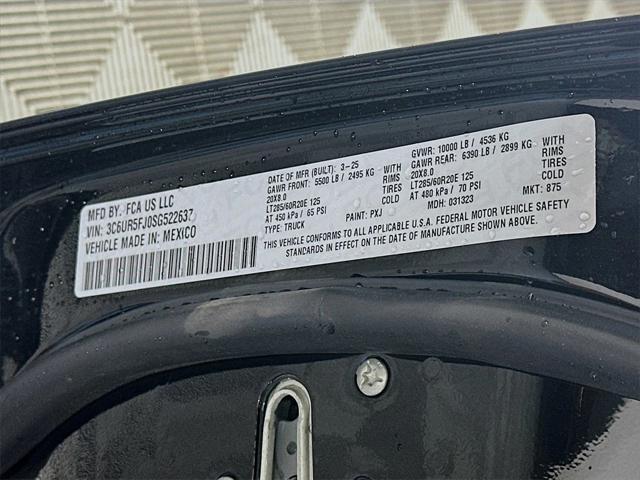 MFD BY: FCA US LLC
VIN: 3C6UR5FJ0SG522637
VEHICLE MADE IN: MEXICO
DATE OF MFR (BUILT): 3-25
GAWR FRONT: 5500 LB / 2495 KG WITH
20X8.0 RIMS
LT285/60R20E 125 TIRES
AT 450 kPa / 65 PSI WITH
TYPE: TRUCK PAINT: PXJ
GVWR: 10000 LB / 4536 KG
GAWR REAR: 6390 LB / 2899 KG WITH
20X8.0 RIMS
LT285/60R20E 125 TIRES
AT 480 kPa / 70 PSI WITH
MDH: 031323 MKT: 875
THIS VEHICLE CONFORMS TO ALL APPLICABLE U.S.A. FEDERAL MOTOR VEHICLE SAFETY
STANDARDS IN EFFECT ON THE DATE OF MANUFACTURE SHOWN ABOVE.